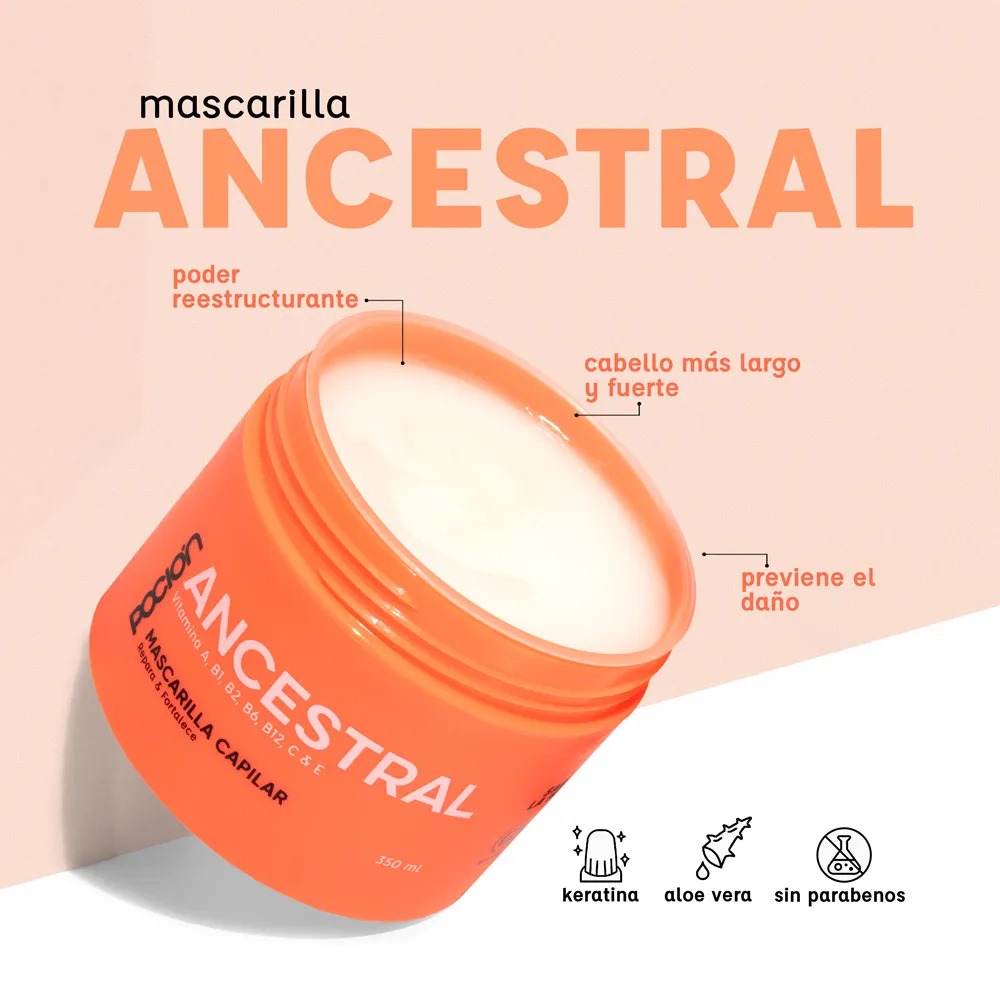 mascarilla
ANCESTRAL
poder
reestructurante
cabello más largo
y fuerte
previene el
daño
poción
ANCESTRAL
Vitamina A, B1, B2, B6, B12, C & E
MASCARILLA CAPILAR
Repara & Fortalece
350 mL
keratina
aloe vera
sin parabenos